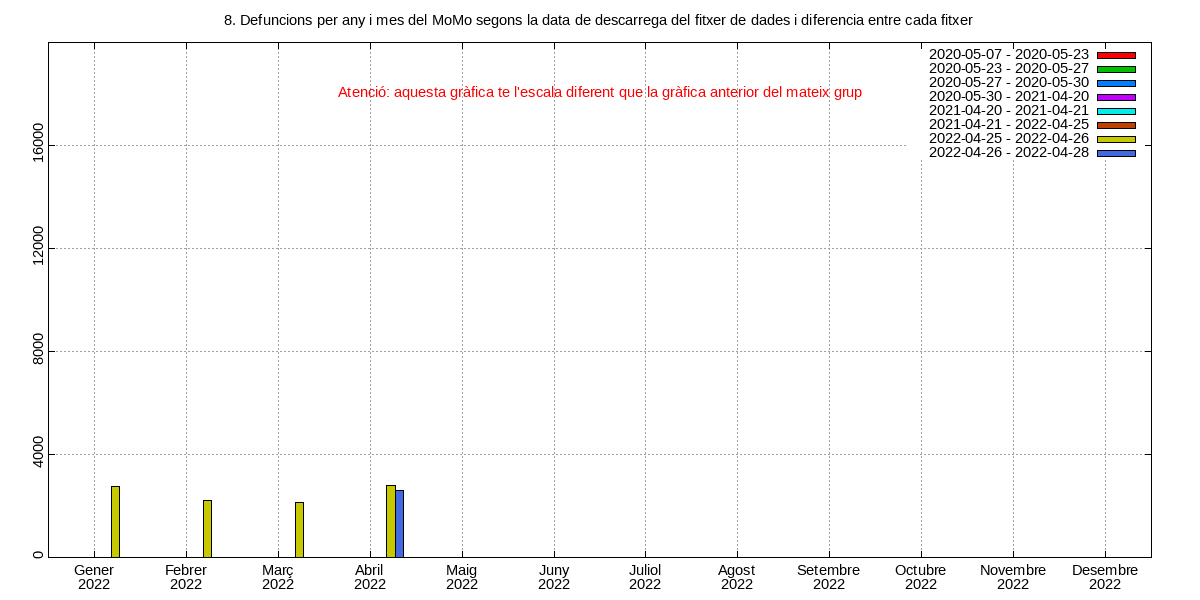 8. Defuncions per any i mes del MoMo segons la data de descarrega del fitxer de dades i diferencia entre cada fitxer
2020-05-07 - 2020-05-23
2020-05-23 - 2020-05-27
2020-05-27 - 2020-05-30
2020-05-30 - 2021-04-20
2021-04-20 - 2021-04-21
2021-04-21 - 2022-04-25
2022-04-25 - 2022-04-26
2022-04-26 - 2022-04-28
Atenció: aquesta gràfica te l'escala diferent que la gràfica anterior del mateix grup
16000
12000
8000
4000
0
Gener Febrer Març Abril Maig Juny Juliol Agost Setembre Octubre Novembre Desembre
2022 2022 2022 2022 2022 2022 2022 2022 2022 2022 2022 2022